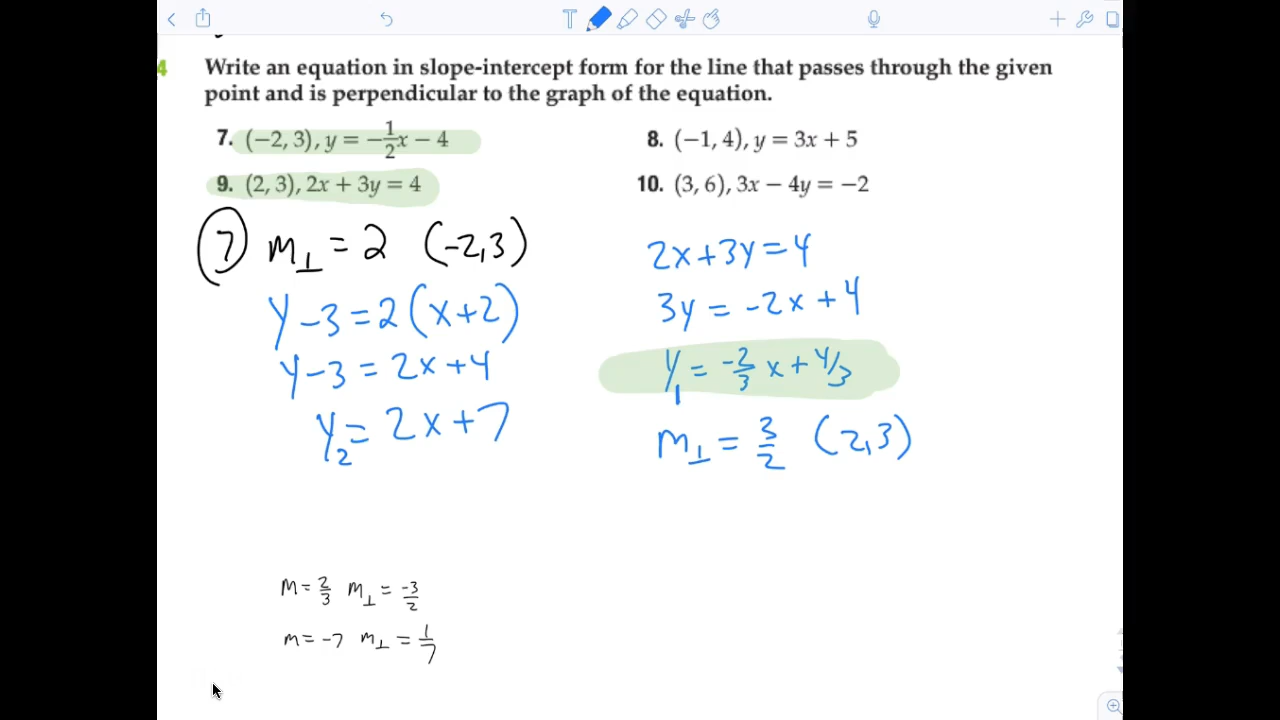 4 Write an equation in slope-intercept form for the line that passes through the given
point and is perpendicular to the graph of the equation.
7. (−2, 3), y = −1/2x − 4
8. (−1, 4), y = 3x + 5
9. (2, 3), 2x + 3y = 4
10. (3, 6), 3x − 4y = −2
7 m⊥ = 2 (-2,3)
y-3=2(x+2)
y-3=2x+4
y₂=2x+7
2x+3y=4
3y=-2x+4
y₁=-2/3x+4/3
m⊥=3/2 (2,3)
m=2/3 m⊥=-3/2
m=-7 m⊥=1/7